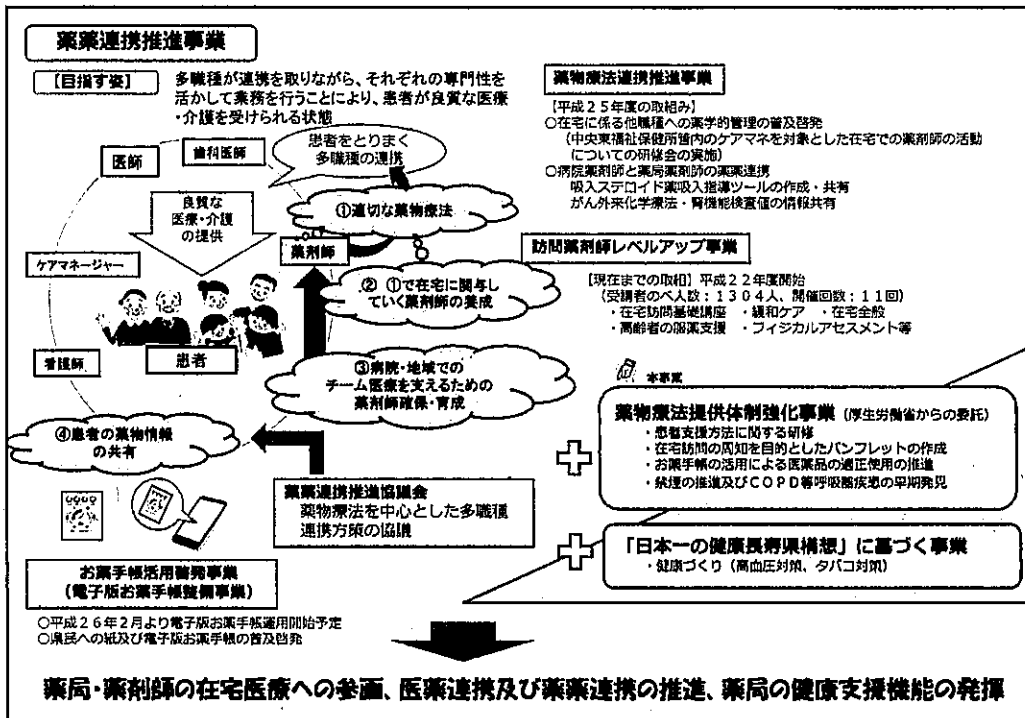 薬薬連携推進事業
【目指す姿】
多職種が連携を取りながら、それぞれの専門性を
活かして業務を行うことにより、患者が良質な医療
・介護を受けられる状態
患者をとりまく
多職種の連携
歯科医師
医師
良質な
医療・介護
の提供
①適切な薬物療法
薬剤師
ケアマネージャー
② ①で在宅に関与し
ていく薬剤師の養成
患者
看護師
③病院・地域での
チーム医療を支えるための
薬剤師確保・育成
④患者の薬物情報
の共有
薬薬連携推進協議会
薬物療法を中心とした多職種
連携方策の協議
お薬手帳活用啓発事業
(電子版お薬手帳整備事業)
○平成26年2月より電子版お薬手帳運用開始予定
○県民への紙及び電子版お薬手帳の普及啓発
薬物療法連携推進事業
【平成25年度の取組み】
○在宅に係る他職種への薬学的管理の普及啓発
(中央東福祉保健所管内のケアマネを対象とした在宅での薬剤師の活動
についての研修会の実施)
○病院薬剤師と薬局薬剤師の薬薬連携
吸入ステロイド薬吸入指導ツールの作成・共有
がん外来化学療法・腎機能検査値の情報共有
訪問薬剤師レベルアップ事業
【現在までの取組】平成22年度開始
(受講者のべ人数:1304人、開催回数:11回)
・在宅訪問基礎講座 ・緩和ケア ・在宅全般
・高齢者の服薬支援 ・フィジカルアセスメント等
本事業
薬物療法提供体制強化事業 (厚生労働省からの委託)
・患者支援方法に関する研修
・在宅訪問の周知を目的としたパンフレットの作成
・お薬手帳の活用による医薬品の適正使用の推進
・禁煙の推進及びCOPD等呼吸器疾患の早期発見
「日本一の健康長寿県構想」に基づく事業
・健康づくり(高血圧対策、タバコ対策)
薬局・薬剤師の在宅医療への参画、医薬連携及び薬薬連携の推進、薬局の健康支援機能の発揮